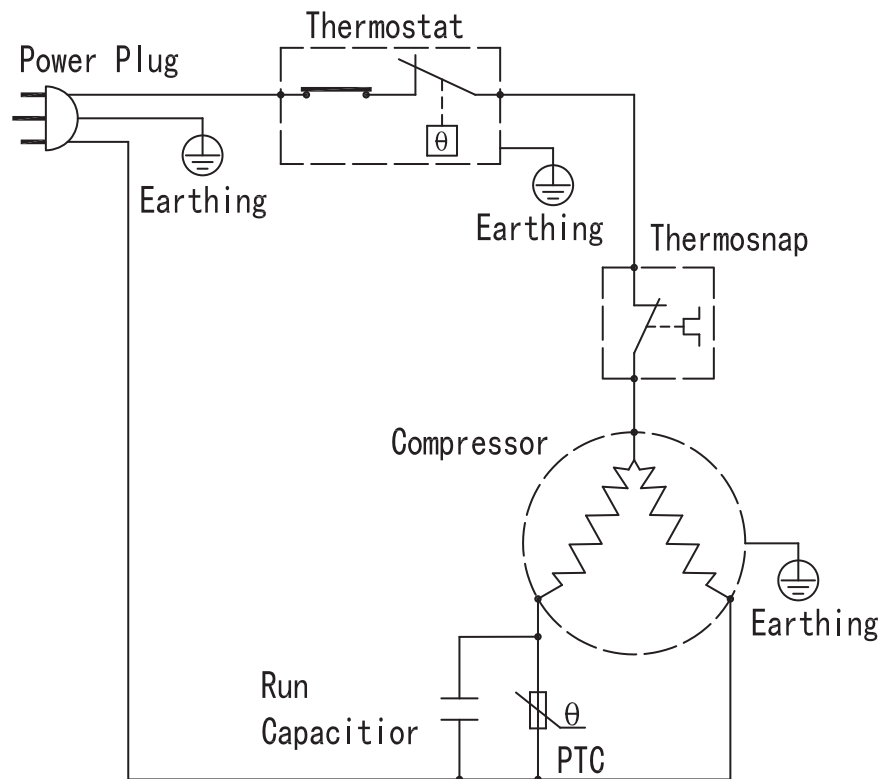 Thermostat
Power Plug
θ
Earthing
Earthing
Thermosnap
Compressor
Earthing
Run
Capacitior
θ
PTC